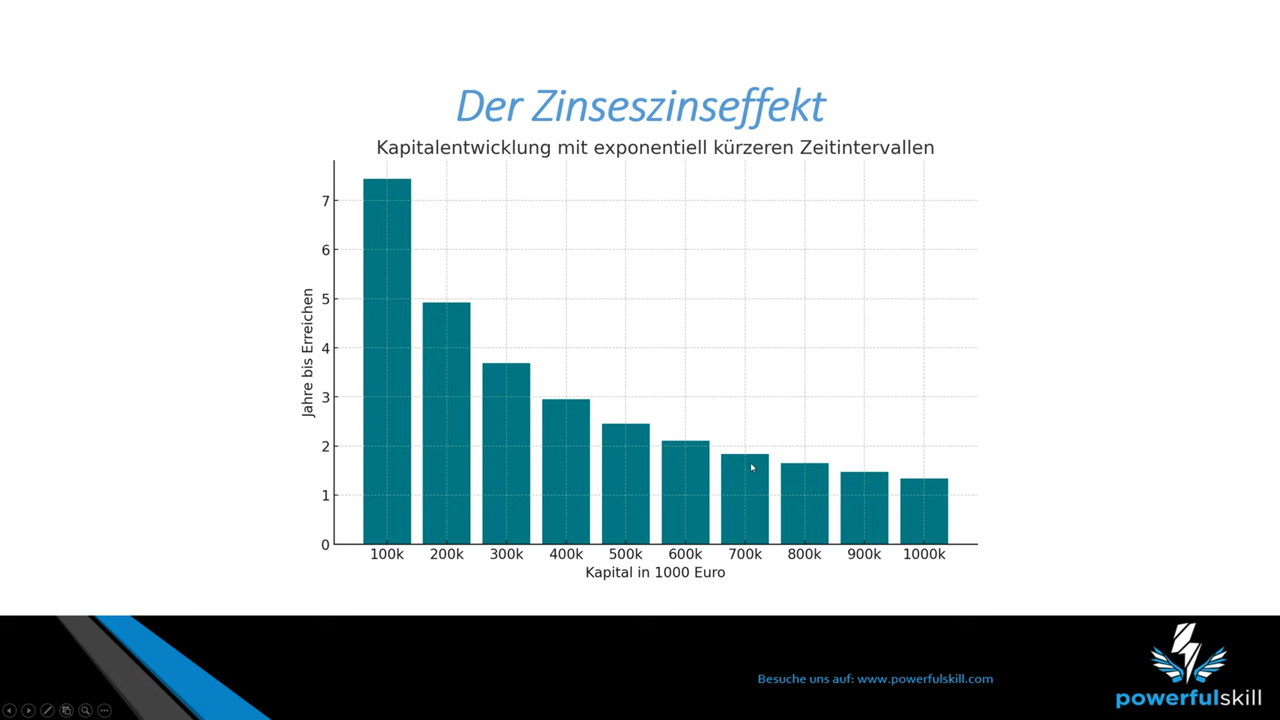 Der Zinseszinseffekt
Kapitalentwicklung mit exponentiell kürzeren Zeitintervallen
Jahre bis Erreichen
7
6
5
4
3
2
1
0
100k 200k 300k 400k 500k 600k 700k 800k 900k 1000k
Kapital in 1000 Euro
Besuche uns auf: www.powerfulskill.com
powerfulskill